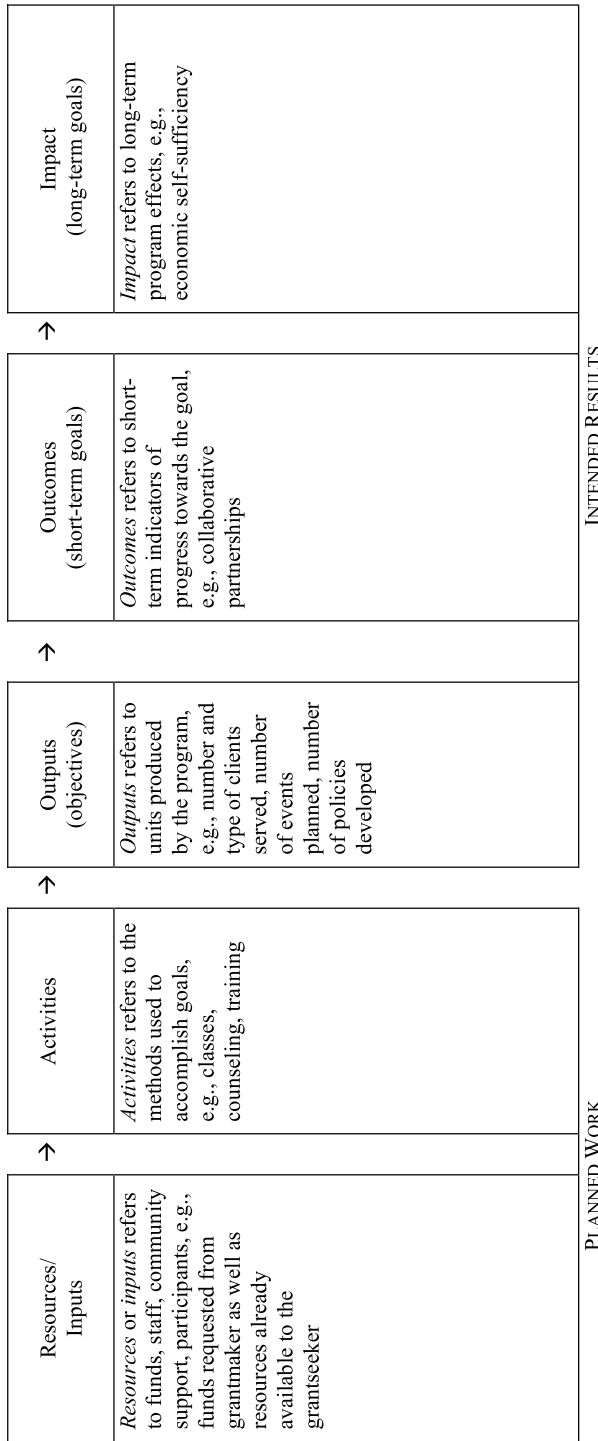 Resources/
Inputs
→
Activities
→
Outputs
(objectives)
→
Outcomes
(short-term goals)
→
Impact
(long-term goals)
Resources or inputs refers
to funds, staff, community
support, participants, e.g.,
funds requested from
grantmaker as well as
resources already
available to the
grantseeker
Activities refers to the
methods used to
accomplish goals,
e.g., classes,
counseling, training
Outputs refers to
units produced
by the program,
e.g., number and
type of clients
served, number
of events
planned, number
of policies
developed
Outcomes refers to short-
term indicators of
progress towards the goal,
e.g., collaborative
partnerships
Impact refers to long-term
program effects, e.g.,
economic self-sufficiency
PLANNED WORK
INTENDED RESULTS